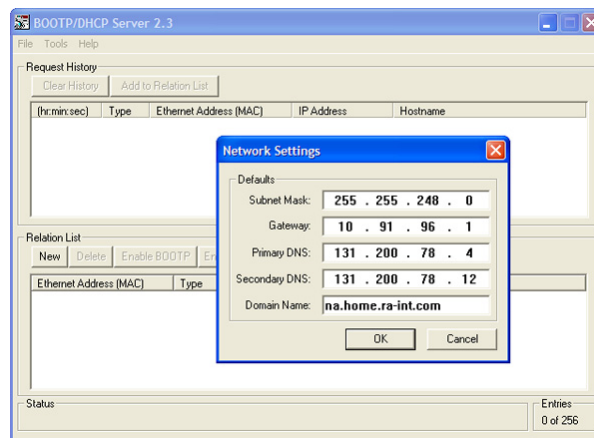 BOOTP/DHCP Server 2.3
File Tools Help
Request History
Clear History Add to Relation List
(hr:min:sec) Type Ethernet Address (MAC) IP Address Hostname
Network Settings
Defaults
Subnet Mask: 255 . 255 . 248 . 0
Gateway: 10 . 91 . 96 . 1
Primary DNS: 131 . 200 . 78 . 4
Secondary DNS: 131 . 200 . 78 . 12
Domain Name: na.home.ra-int.com
OK Cancel
Relation List
New Delete Enable BOOTP
Ethernet Address (MAC) Type
Status
Entries
0 of 256